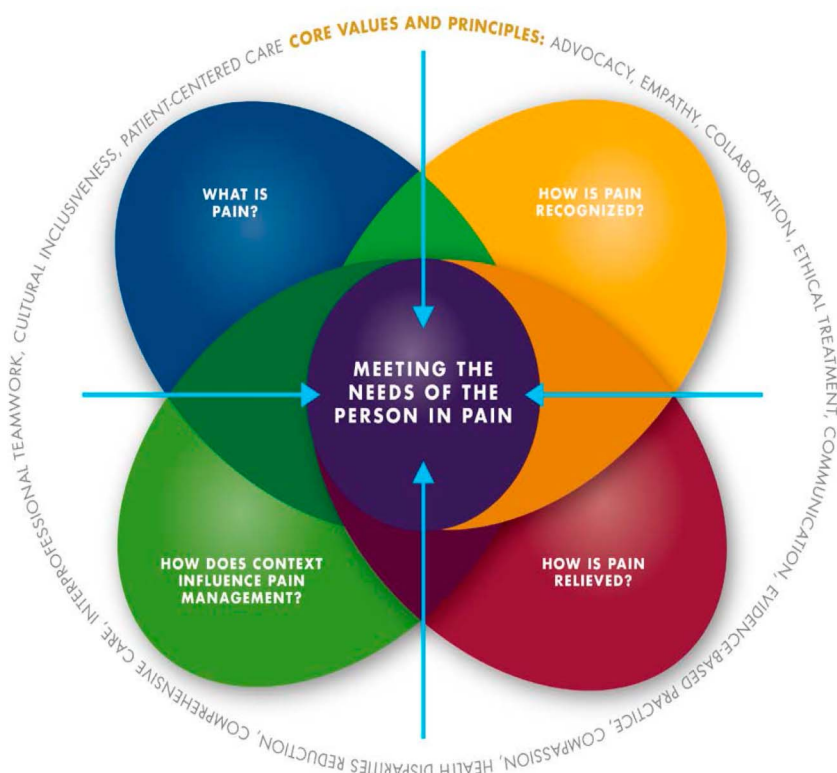 CORE VALUES AND PRINCIPLES: ADVOCACY, EMPATHY, COLLABORATION, ETHICAL TREATMENT, COMMUNICATION, EVIDENCE-BASED PRACTICE, COMPASSION, HEALTH DISPARITIES REDUCTION, COMPREHENSIVE CARE, INTERPROFESSIONAL TEAMWORK, CULTURAL INCLUSIVENESS, PATIENT-CENTERED CARE
WHAT IS
PAIN?
HOW IS PAIN
RECOGNIZED?
MEETING THE
NEEDS OF THE
PERSON IN PAIN
HOW DOES CONTEXT
INFLUENCE PAIN
MANAGEMENT?
HOW IS PAIN
RELIEVED?